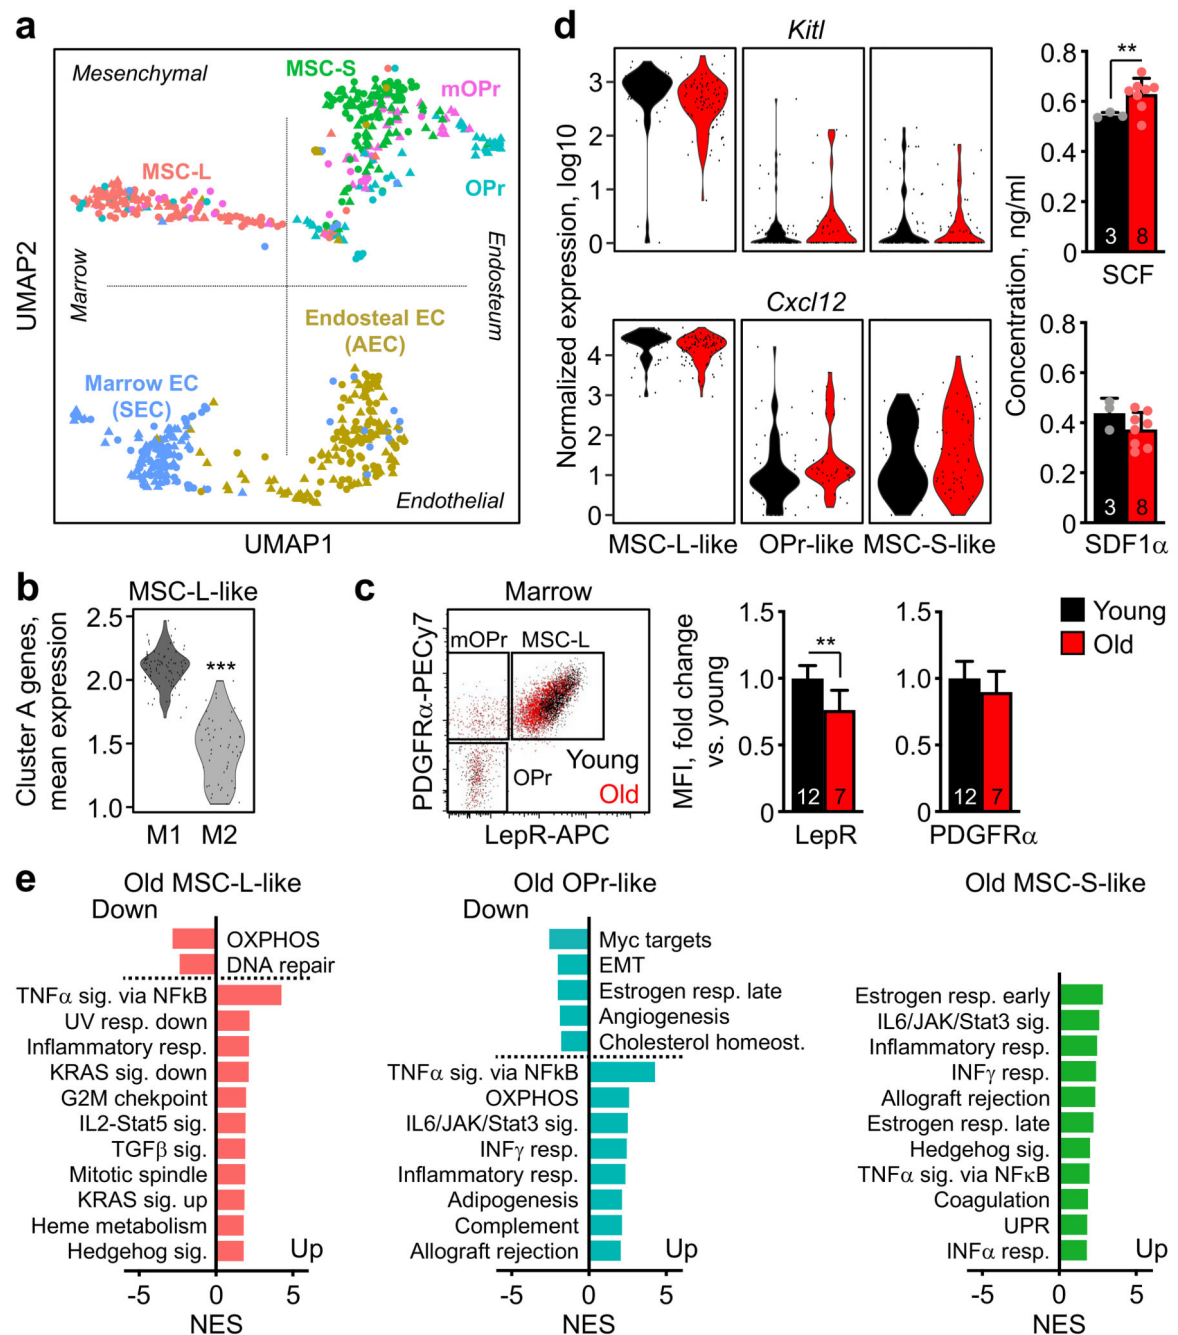 a
Mesenchymal
MSC-S
mOPr
MSC-L
OPr
UMAP2
Marrow
Endosteum
Endosteal EC
(AEC)
Marrow EC
(SEC)
Endothelial
UMAP1
d
Kitl
Normalized expression, log10
3
2
1
0
Cxcl12
4
3
2
1
0
MSC-L-like
OPr-like
MSC-S-like
Concentration, ng/ml
0.8
0.6
0.4
0.2
0
**
3
8
SCF
0.8
0.6
0.4
0.2
0
3
8
SDF1α
b
MSC-L-like
Cluster A genes,
mean expression
2.5
2.0
1.5
1.0
***
M1
M2
c
Marrow
PDGFRα-PECy7
mOPr
MSC-L
OPr
Young
Old
LepR-APC
MFI, fold change
vs. young
1.5
1.0
0.5
0
**
12
7
LepR
1.5
1.0
0.5
0
12
7
PDGFRα
Young
Old
e
Old MSC-L-like
Down
OXPHOS
DNA repair
TNFα sig. via NFkB
UV resp. down
Inflammatory resp.
KRAS sig. down
G2M chekpoint
IL2-Stat5 sig.
TGFβ sig.
Mitotic spindle
KRAS sig. up
Heme metabolism
Hedgehog sig.
Up
-5
0
5
NES
Old OPr-like
Down
Myc targets
EMT
Estrogen resp. late
Angiogenesis
Cholesterol homeost.
TNFα sig. via NFkB
OXPHOS
IL6/JAK/Stat3 sig.
INFγ resp.
Inflammatory resp.
Adipogenesis
Complement
Allograft rejection
Up
-5
0
5
NES
Old MSC-S-like
Estrogen resp. early
IL6/JAK/Stat3 sig.
Inflammatory resp.
INFγ resp.
Allograft rejection
Estrogen resp. late
Hedgehog sig.
TNFα sig. via NFκB
Coagulation
UPR
INFα resp.
Up
-5
0
5
NES